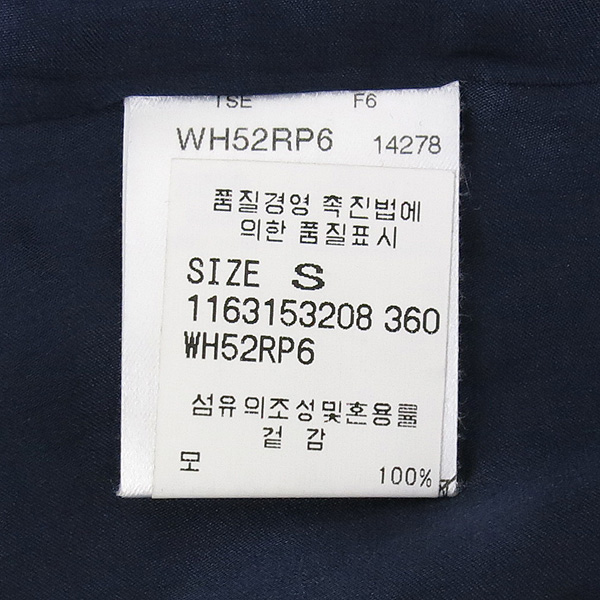 TSE F6
WH52RP6 14278
품질경영 촉진법에
의한 품질표시
SIZE S
1163153208 360
WH52RP6
섬유의조성및혼용률
겉 감
모 100%